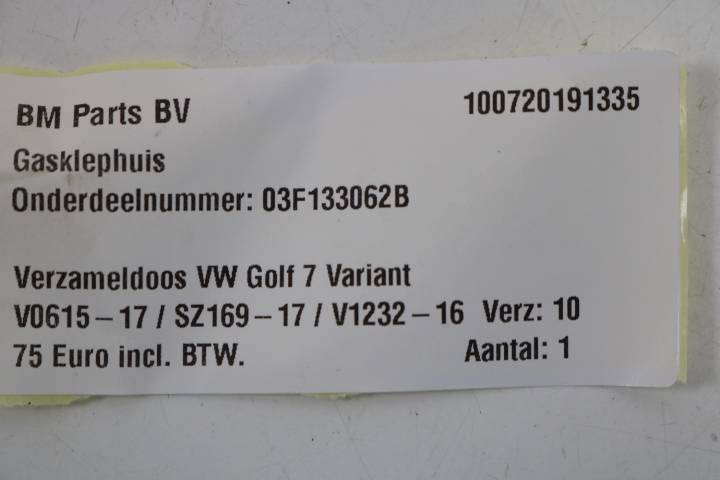 BM Parts BV 100720191335
Gasklephuis
Onderdeelnummer: 03F133062B
Verzameldoos VW Golf 7 Variant
V0615-17 / SZ169-17 / V1232-16 Verz: 10
75 Euro incl. BTW. Aantal: 1